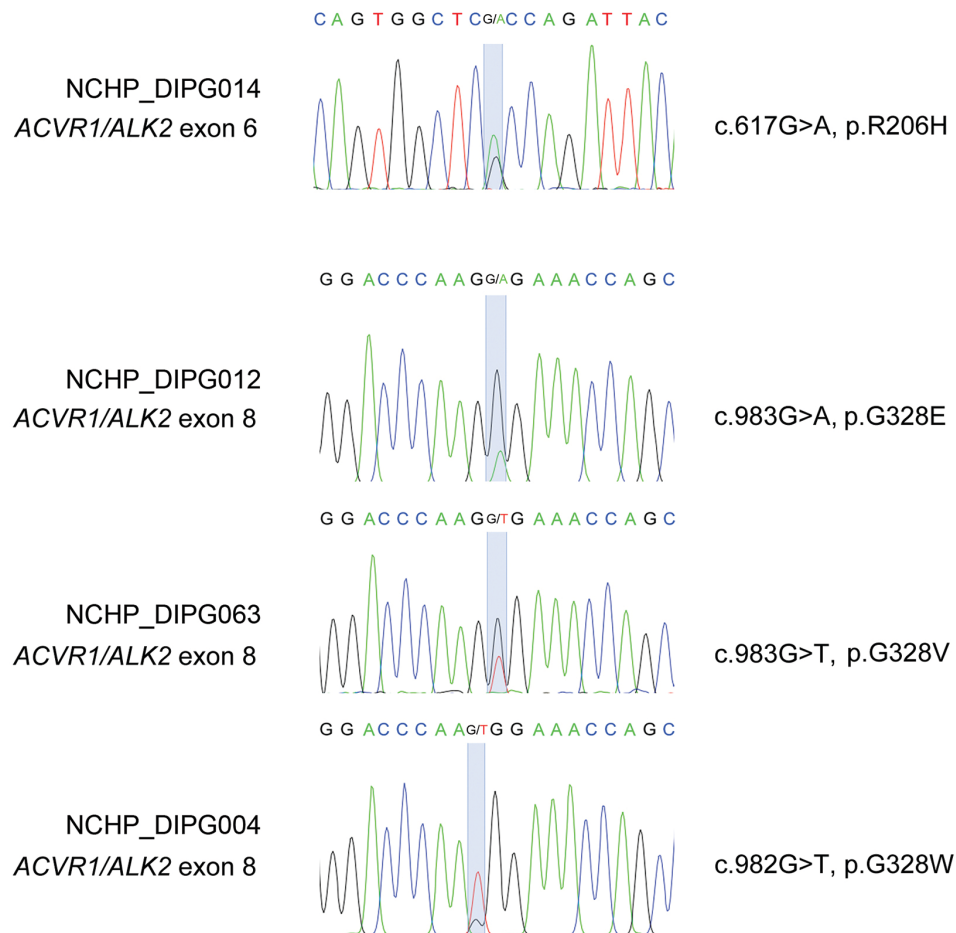 C A G T G G C T C G/A C C A G A T T A C
NCHP_DIPG014
ACVR1/ALK2 exon 6
c.617G>A, p.R206H
G G A C C C A A G G/A G A A A C C A G C
NCHP_DIPG012
ACVR1/ALK2 exon 8
c.983G>A, p.G328E
G G A C C C A A G G/T G A A A C C A G C
NCHP_DIPG063
ACVR1/ALK2 exon 8
c.983G>T, p.G328V
G G A C C C A A G/T G G A A A C C A G C
NCHP_DIPG004
ACVR1/ALK2 exon 8
c.982G>T, p.G328W